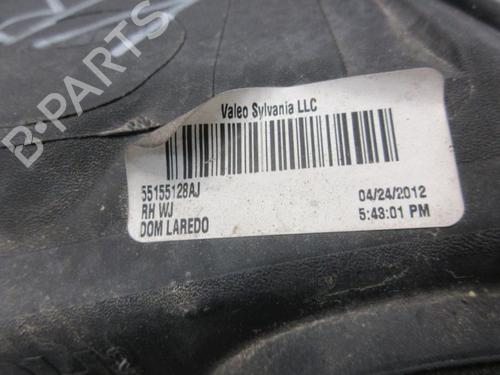 B-PARTS
Valeo Sylvania LLC
55155128AJ
RH WJ
DOM LAREDO
04/24/2012
5:43:01 PM